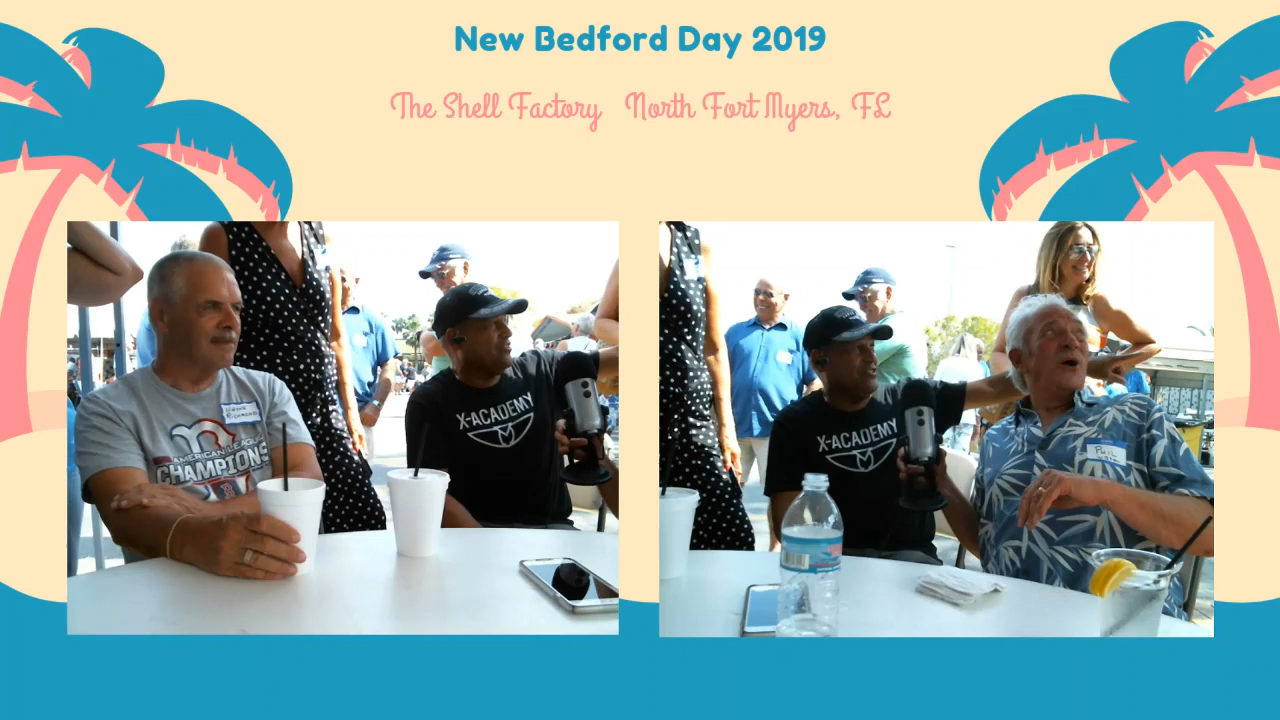 New Bedford Day 2019
The Shell Factory North Fort Myers, FL
AMERICAN LEAGUE
CHAMPIONS
X-ACADEMY
X-ACADEMY
Phil